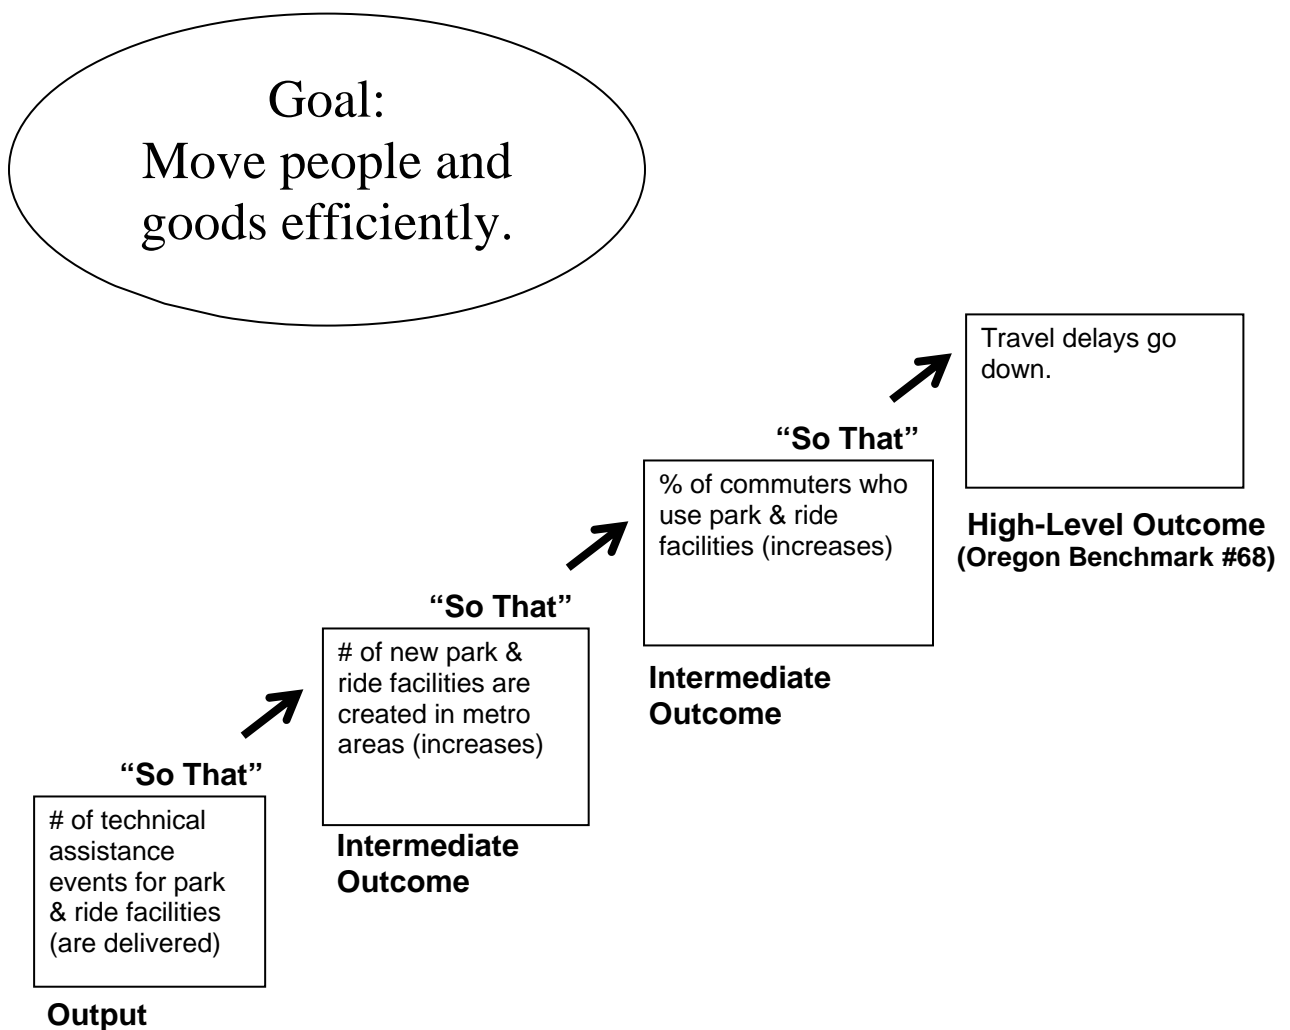 Goal:
Move people and
goods efficiently.
Travel delays go
down.
High-Level Outcome
(Oregon Benchmark #68)
“So That”
% of commuters who
use park & ride
facilities (increases)
Intermediate
Outcome
“So That”
# of new park &
ride facilities are
created in metro
areas (increases)
Intermediate
Outcome
“So That”
# of technical
assistance
events for park
& ride facilities
(are delivered)
Output